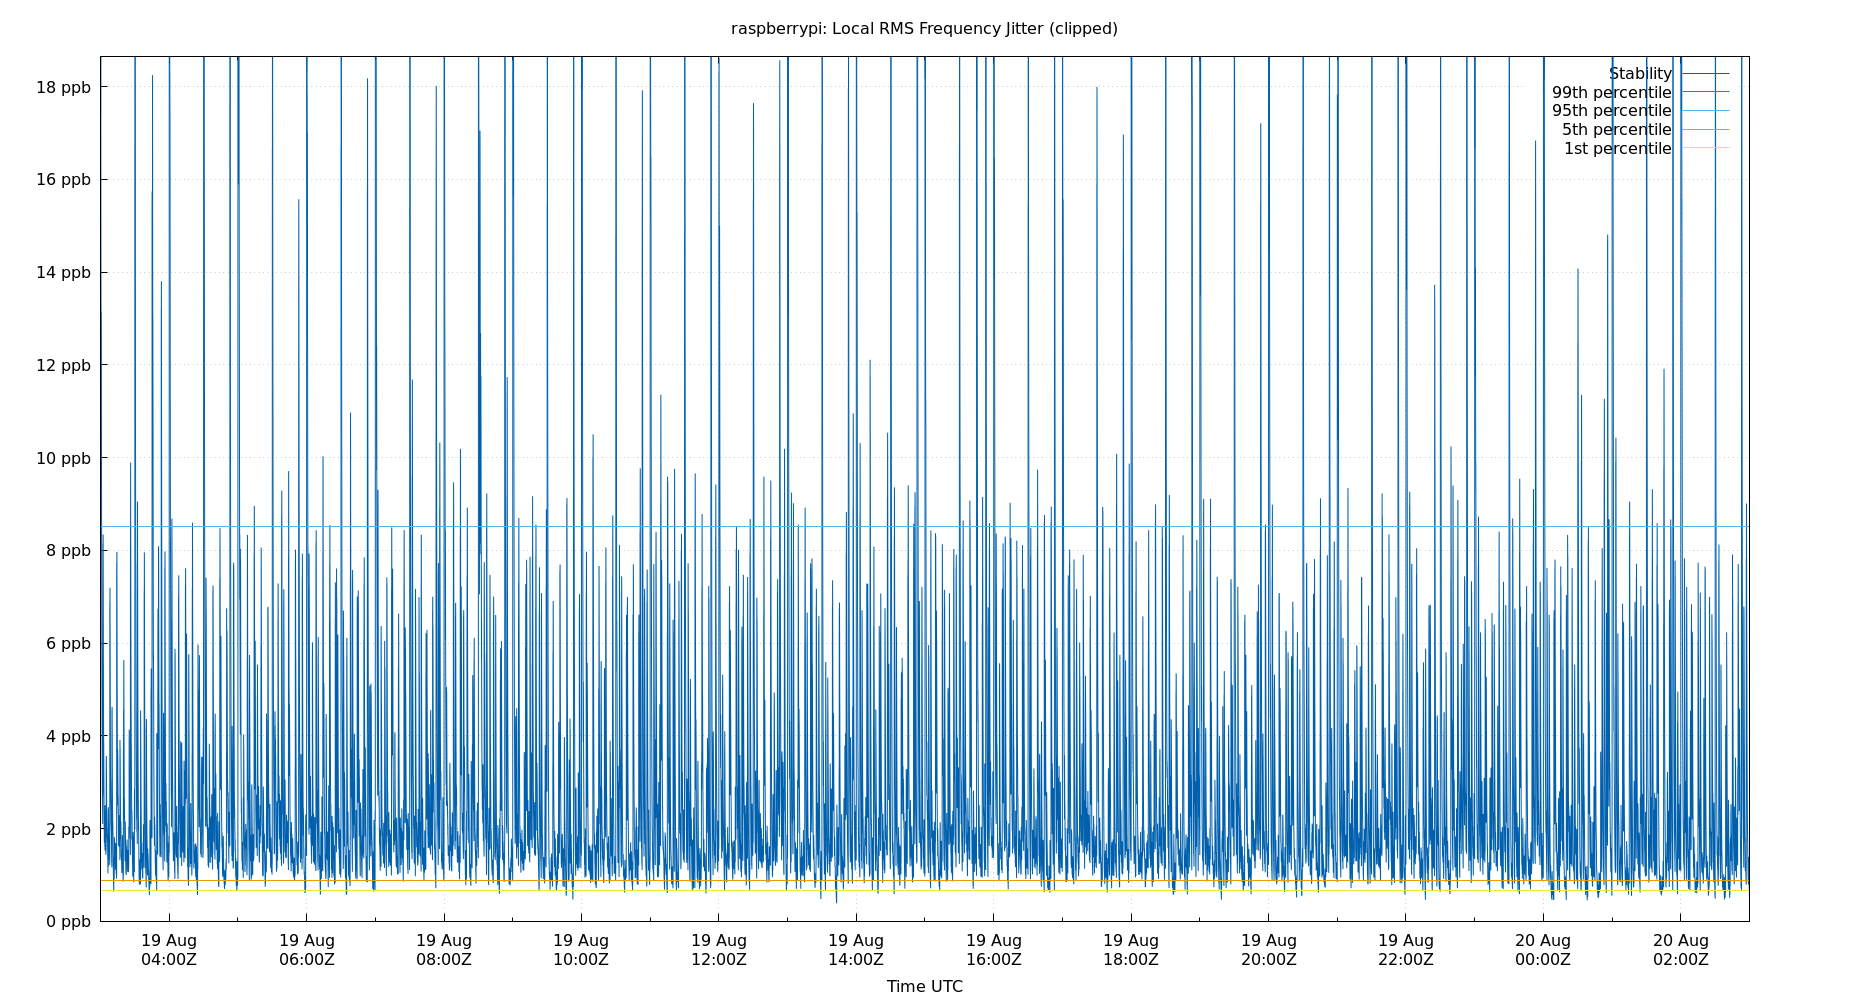 raspberrypi: Local RMS Frequency Jitter (clipped)
18 ppb
16 ppb
14 ppb
12 ppb
10 ppb
8 ppb
6 ppb
4 ppb
2 ppb
0 ppb
Stability
99th percentile
95th percentile
5th percentile
1st percentile
19 Aug 19 Aug 19 Aug 19 Aug 19 Aug 19 Aug 19 Aug 19 Aug 19 Aug 19 Aug 20 Aug 20 Aug
04:00Z 06:00Z 08:00Z 10:00Z 12:00Z 14:00Z 16:00Z 18:00Z 20:00Z 22:00Z 00:00Z 02:00Z
Time UTC